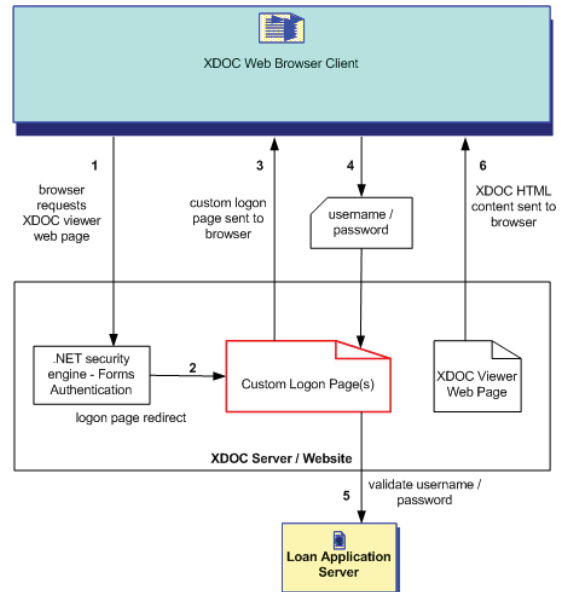 XDOC Web Browser Client
1
browser
requests
XDOC viewer
web page
3
custom logon
page sent to
browser
4
username /
password
6
XDOC HTML
content sent to
browser
.NET security
engine - Forms
Authentication
2
logon page redirect
Custom Logon Page(s)
XDOC Viewer
Web Page
XDOC Server / Website
5
validate username /
password
Loan Application
Server